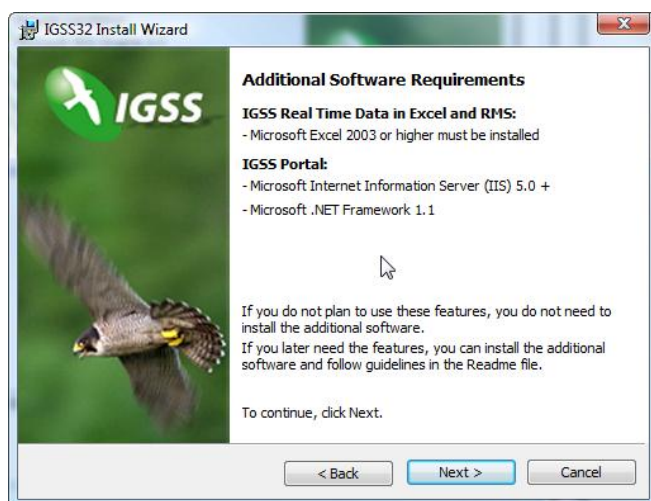 IGSS32 Install Wizard
IGSS
Additional Software Requirements
IGSS Real Time Data in Excel and RMS:
- Microsoft Excel 2003 or higher must be installed
IGSS Portal:
- Microsoft Internet Information Server (IIS) 5.0 +
- Microsoft .NET Framework 1.1
If you do not plan to use these features, you do not need to
install the additional software.
If you later need the features, you can install the additional
software and follow guidelines in the Readme file.
To continue, click Next.
< Back
Next >
Cancel